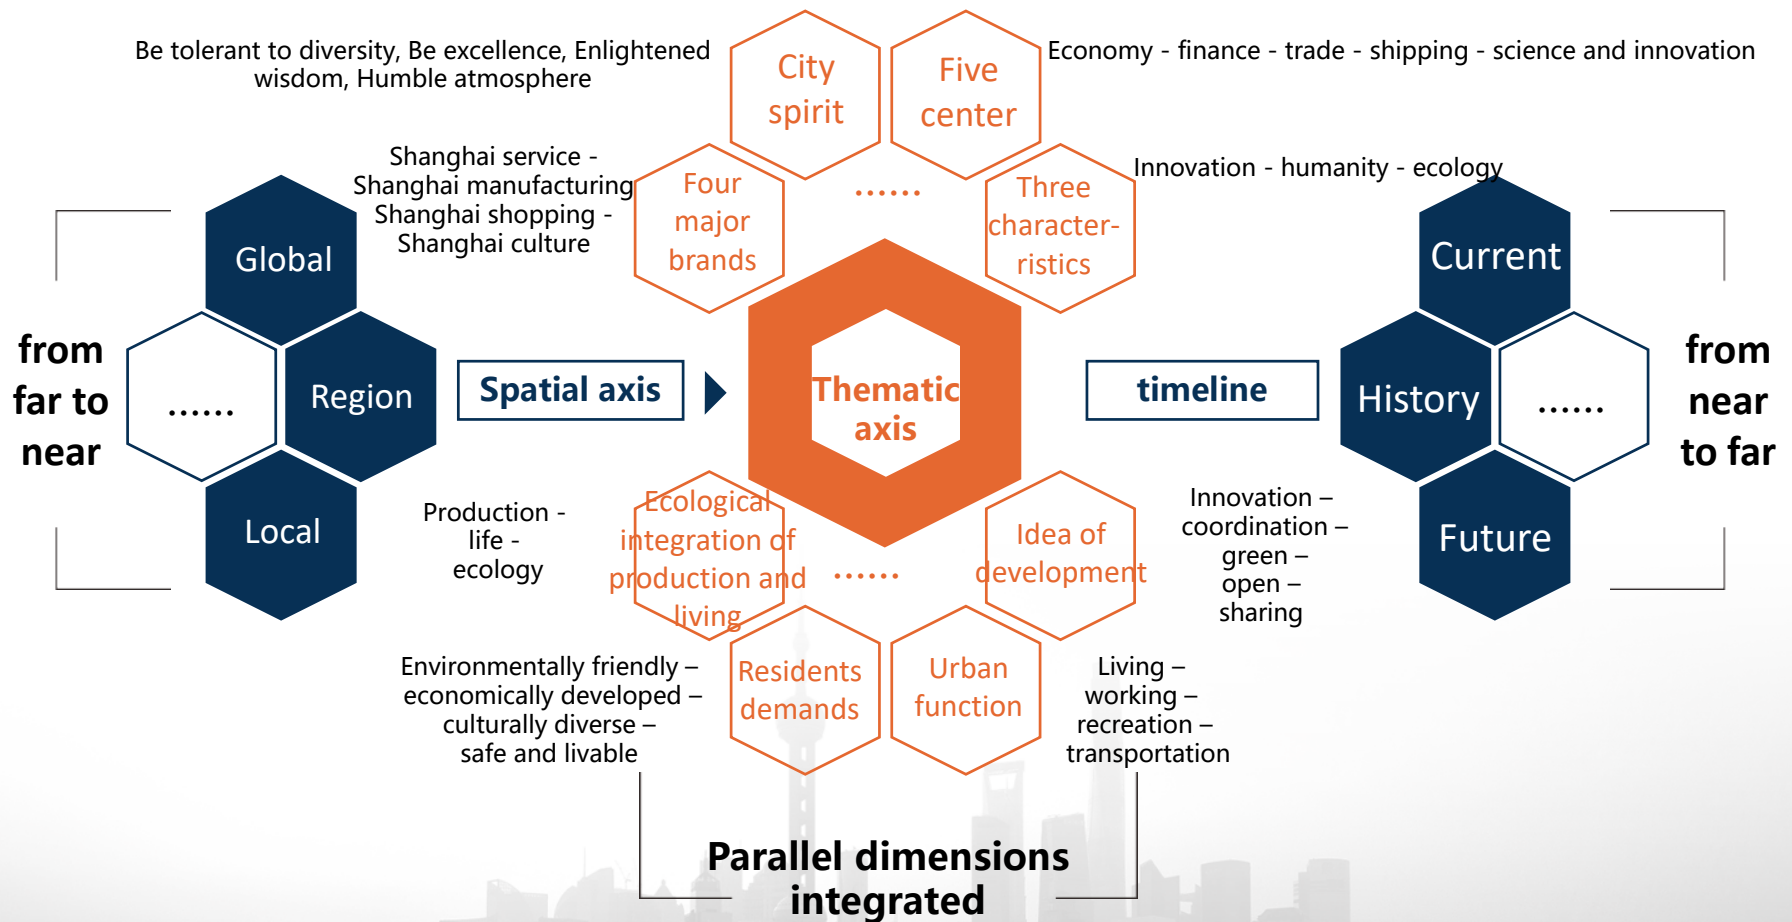 Be tolerant to diversity, Be excellence, Enlightened
wisdom, Humble atmosphere
City
spirit
Five
center
Economy - finance - trade - shipping - science and innovation
Shanghai service -
Shanghai manufacturing
Shanghai shopping -
Shanghai culture
Four
major
brands
......
Three
character-
ristics
Innovation - humanity - ecology
from
far to
near
Global
......
Region
Local
Spatial axis
Thematic
axis
timeline
Current
History
......
Future
from
near
to far
Production -
life -
ecology
Ecological
integration of
production and
living
......
Idea of
development
Innovation –
coordination –
green –
open –
sharing
Environmentally friendly –
economically developed –
culturally diverse –
safe and livable
Residents
demands
Urban
function
Living –
working –
recreation –
transportation
Parallel dimensions
integrated